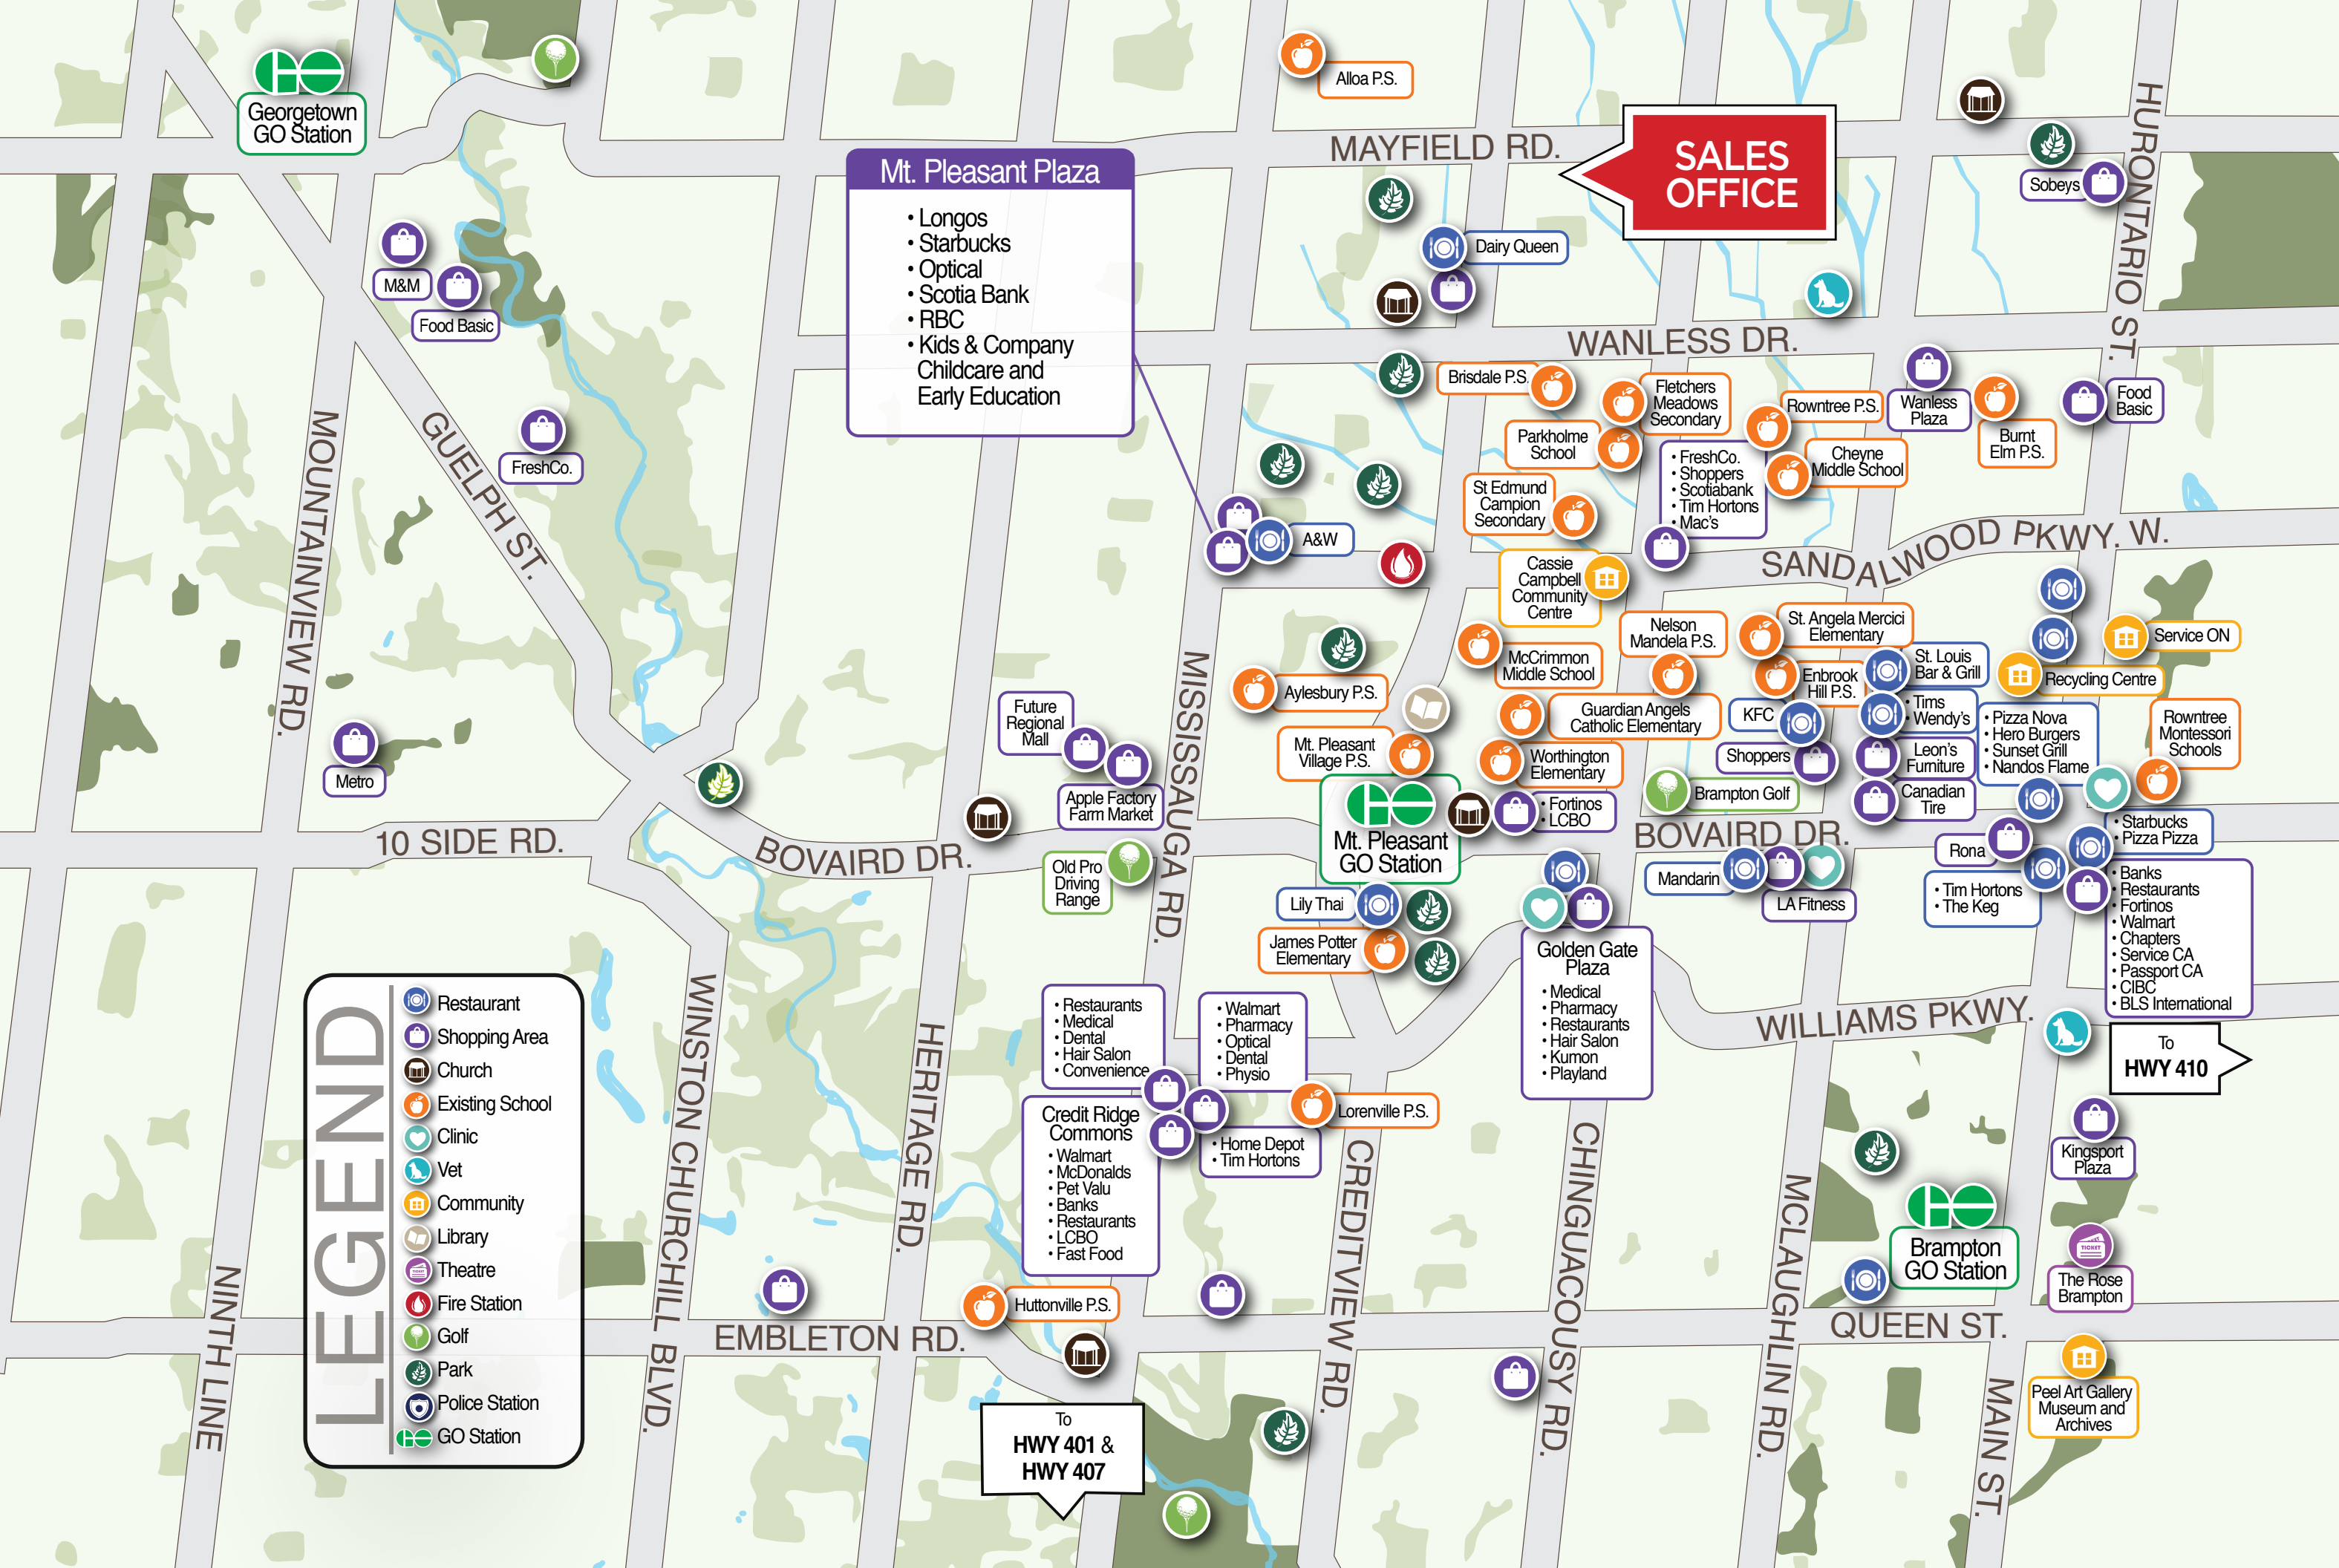 Georgetown
GO Station
Alloa P.S.
MAYFIELD RD.
SALES
OFFICE
HURONTARIO ST.
Sobeys
Mt. Pleasant Plaza
• Longos
• Starbucks
• Optical
• Scotia Bank
• RBC
• Kids & Company
Childcare and
Early Education
Dairy Queen
M&M
Food Basic
WANLESS DR.
Brisdale P.S.
Fletchers
Meadows
Secondary
Rowntree P.S.
Wanless
Plaza
Food
Basic
Burnt
Elm P.S.
Parkholme
School
• FreshCo.
• Shoppers
• Scotiabank
• Tim Hortons
• Mac's
Cheyne
Middle School
FreshCo.
GUELPH ST.
MOUNTAINVIEW RD.
St Edmund
Campion
Secondary
A&W
SANDALWOOD PKWY. W.
Cassie
Campbell
Community
Centre
Nelson
Mandela P.S.
St. Angela Mercici
Elementary
Service ON
McCrimmon
Middle School
St. Louis
Bar & Grill
Recycling Centre
Enbrook
Hill P.S.
Aylesbury P.S.
MISSISSAUGA RD.
Guardian Angels
Catholic Elementary
KFC
• Tims
• Wendy's
• Pizza Nova
• Hero Burgers
• Sunset Grill
• Nandos Flame
Rowntree
Montessori
Schools
Future
Regional
Mall
Mt. Pleasant
Village P.S.
Worthington
Elementary
Shoppers
Leon's
Furniture
Metro
Apple Factory
Farm Market
Brampton Golf
Canadian
Tire
• Fortinos
• LCBO
Mt. Pleasant
GO Station
10 SIDE RD.
BOVAIRD DR.
BOVAIRD DR.
• Starbucks
• Pizza Pizza
Rona
Old Pro
Driving
Range
Mandarin
LA Fitness
• Tim Hortons
• The Keg
• Banks
• Restaurants
• Fortinos
• Walmart
• Chapters
• Service CA
• Passport CA
• CIBC
• BLS International
Lily Thai
James Potter
Elementary
Golden Gate
Plaza
• Medical
• Pharmacy
• Restaurants
• Hair Salon
• Kumon
• Playland
WILLIAMS PKWY.
To
HWY 410
• Restaurants
• Medical
• Dental
• Hair Salon
• Convenience
• Walmart
• Pharmacy
• Optical
• Dental
• Physio
Lorenville P.S.
Credit Ridge
Commons
• Walmart
• McDonalds
• Pet Valu
• Banks
• Restaurants
• LCBO
• Fast Food
• Home Depot
• Tim Hortons
Kingsport
Plaza
WINSTON CHURCHILL BLVD.
HERITAGE RD.
CREDITVIEW RD.
CHINGUACOUSY RD.
MCLAUGHLIN RD.
Brampton
GO Station
The Rose
Brampton
TICKET
Huttonville P.S.
EMBLETON RD.
QUEEN ST.
NINTH LINE
MAIN ST.
Peel Art Gallery
Museum and
Archives
To
HWY 401 &
HWY 407
LEGEND
Restaurant
Shopping Area
Church
Existing School
Clinic
Vet
Community
Library
Theatre
Fire Station
Golf
Park
Police Station
GO Station